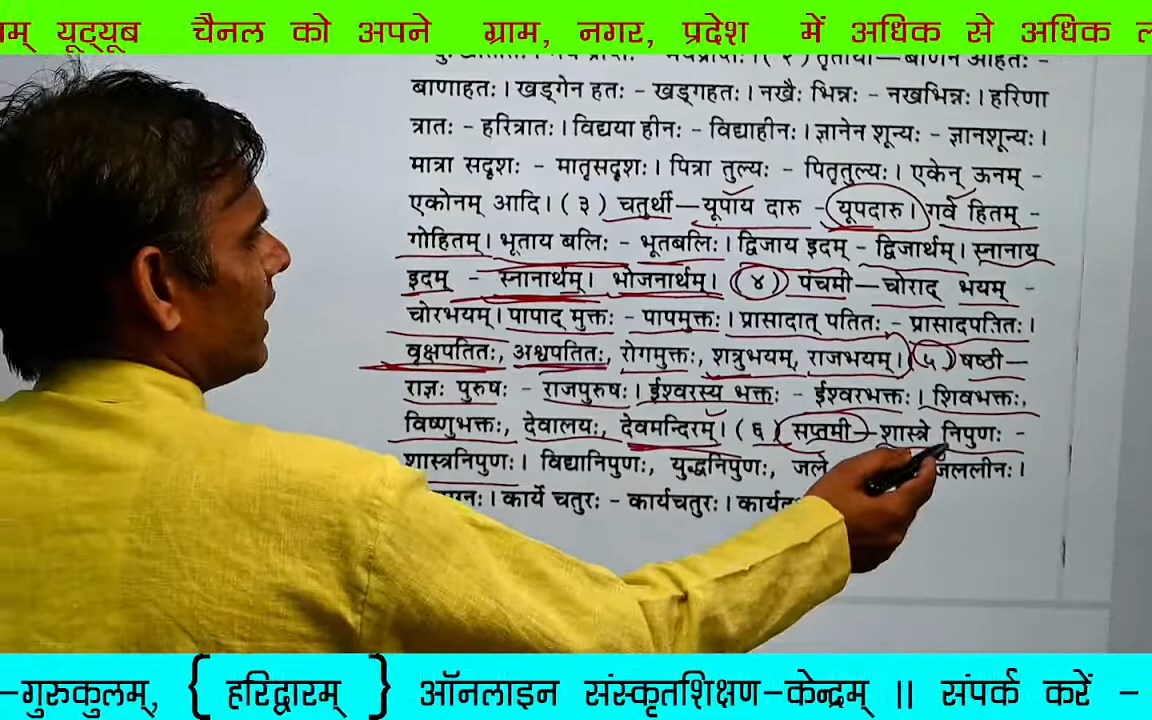 यूट्यूब चैनल को अपने ग्राम, नगर, प्रदेश में अधिक से अधिक
तृतीया—बाणेन आहतः -
बाणाहतः। खड्गेन हतः - खड्गहतः। नखैः भिन्नः - नखभिन्नः। हरिणा
त्रातः - हरित्रातः। विद्यया हीनः - विद्याहीनः। ज्ञानेन शून्यः - ज्ञानशून्यः।
मात्रा सदृशः - मातृसदृशः। पित्रा तुल्यः - पितृतुल्यः। एकेन् ऊनम् -
एकोनम् आदि। (३) चतुर्थी—यूपाय दारु - यूपदारु। गवे हितम् -
गोहितम्। भूताय बलिः - भूतबलिः। द्विजाय इदम् - द्विजार्थम्। स्नानाय
इदम् - स्नानार्थम्। भोजनार्थम्। (४) पंचमी—चोराद् भयम् -
चोरभयम्। पापाद् मुक्तः - पापमुक्तः। प्रासादात् पतितः - प्रासादपतितः।
वृक्षपतितः, अश्वपतितः, रोगमुक्तः, शत्रुभयम्, राजभयम्। (५) षष्ठी—
राज्ञः पुरुषः - राजपुरुषः। ईश्वरस्य भक्तः - ईश्वरभक्तः। शिवभक्तः,
विष्णुभक्तः, देवालयः, देवमन्दिरम्। (६) सप्तमी—शास्त्रे निपुणः -
शास्त्रनिपुणः। विद्यानिपुणः, युद्धनिपुणः, जले जललीनः।
कार्ये चतुरः - कार्यचतुरः।
-गुरुकुलम्, { हरिद्वारम् } ऑनलाइन संस्कृतशिक्षण-केन्द्रम् || संपर्क करें -